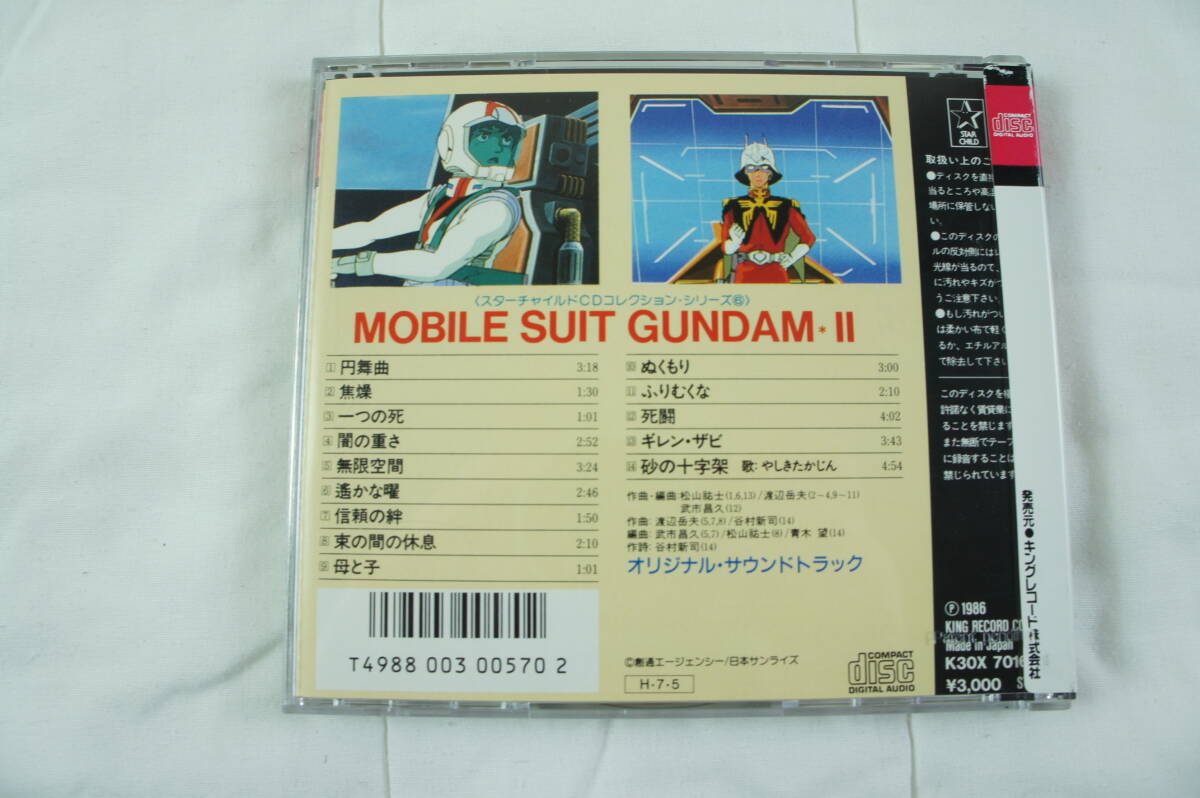 〈スターチャイルドCDコレクション・シリーズ⑥〉
MOBILE SUIT GUNDAM * II
1 円舞曲 3:18
2 焦燥 1:30
3 一つの死 1:01
4 闇の重さ 2:52
5 無限空間 3:24
6 遙かな曜 2:46
7 信頼の絆 1:50
8 束の間の休息 2:10
9 母と子 1:01
10 ぬくもり 3:00
11 ふりむくな 2:10
12 死闘 4:02
13 ギレン・ザビ 3:43
14 砂の十字架 歌:やしきたかじん 4:54
作曲・編曲 松山祐士(1,6,13)/渡辺岳夫(2〜4,9〜11)
武市昌久(12)
作曲:渡辺岳夫(5,7,8)/谷村新司(14)
編曲:武市昌久(5,7)/松山祐士(8)/青木 望(14)
作詩:谷村新司(14)
オリジナル・サウンドトラック
T4988 003 00570 2
©創通エージェンシー/日本サンライズ
H-7-5
COMPACT
disc
DIGITAL AUDIO
STAR
CHILD
取扱い上のご
●ディスクを直接
当るところや高温
場所に保管しない
い。
●このディスクの
ルの反対側には
光線が当るので、
に汚れやキズがつ
うご注意下さい。
●もし汚れがつい
は柔かい布で軽く
るか、エチルアル
で除去して下さい
このディスクを権
許諾なく賃貸業に
ることを禁じます
また無断でテープ
に録音することは
禁じられています
Ⓟ 1986
KING RECORD CO
Made in Japan
K30X 701
¥3,000
COMPACT
disc
DIGITAL AUDIO
発売元●キングレコード株式会社